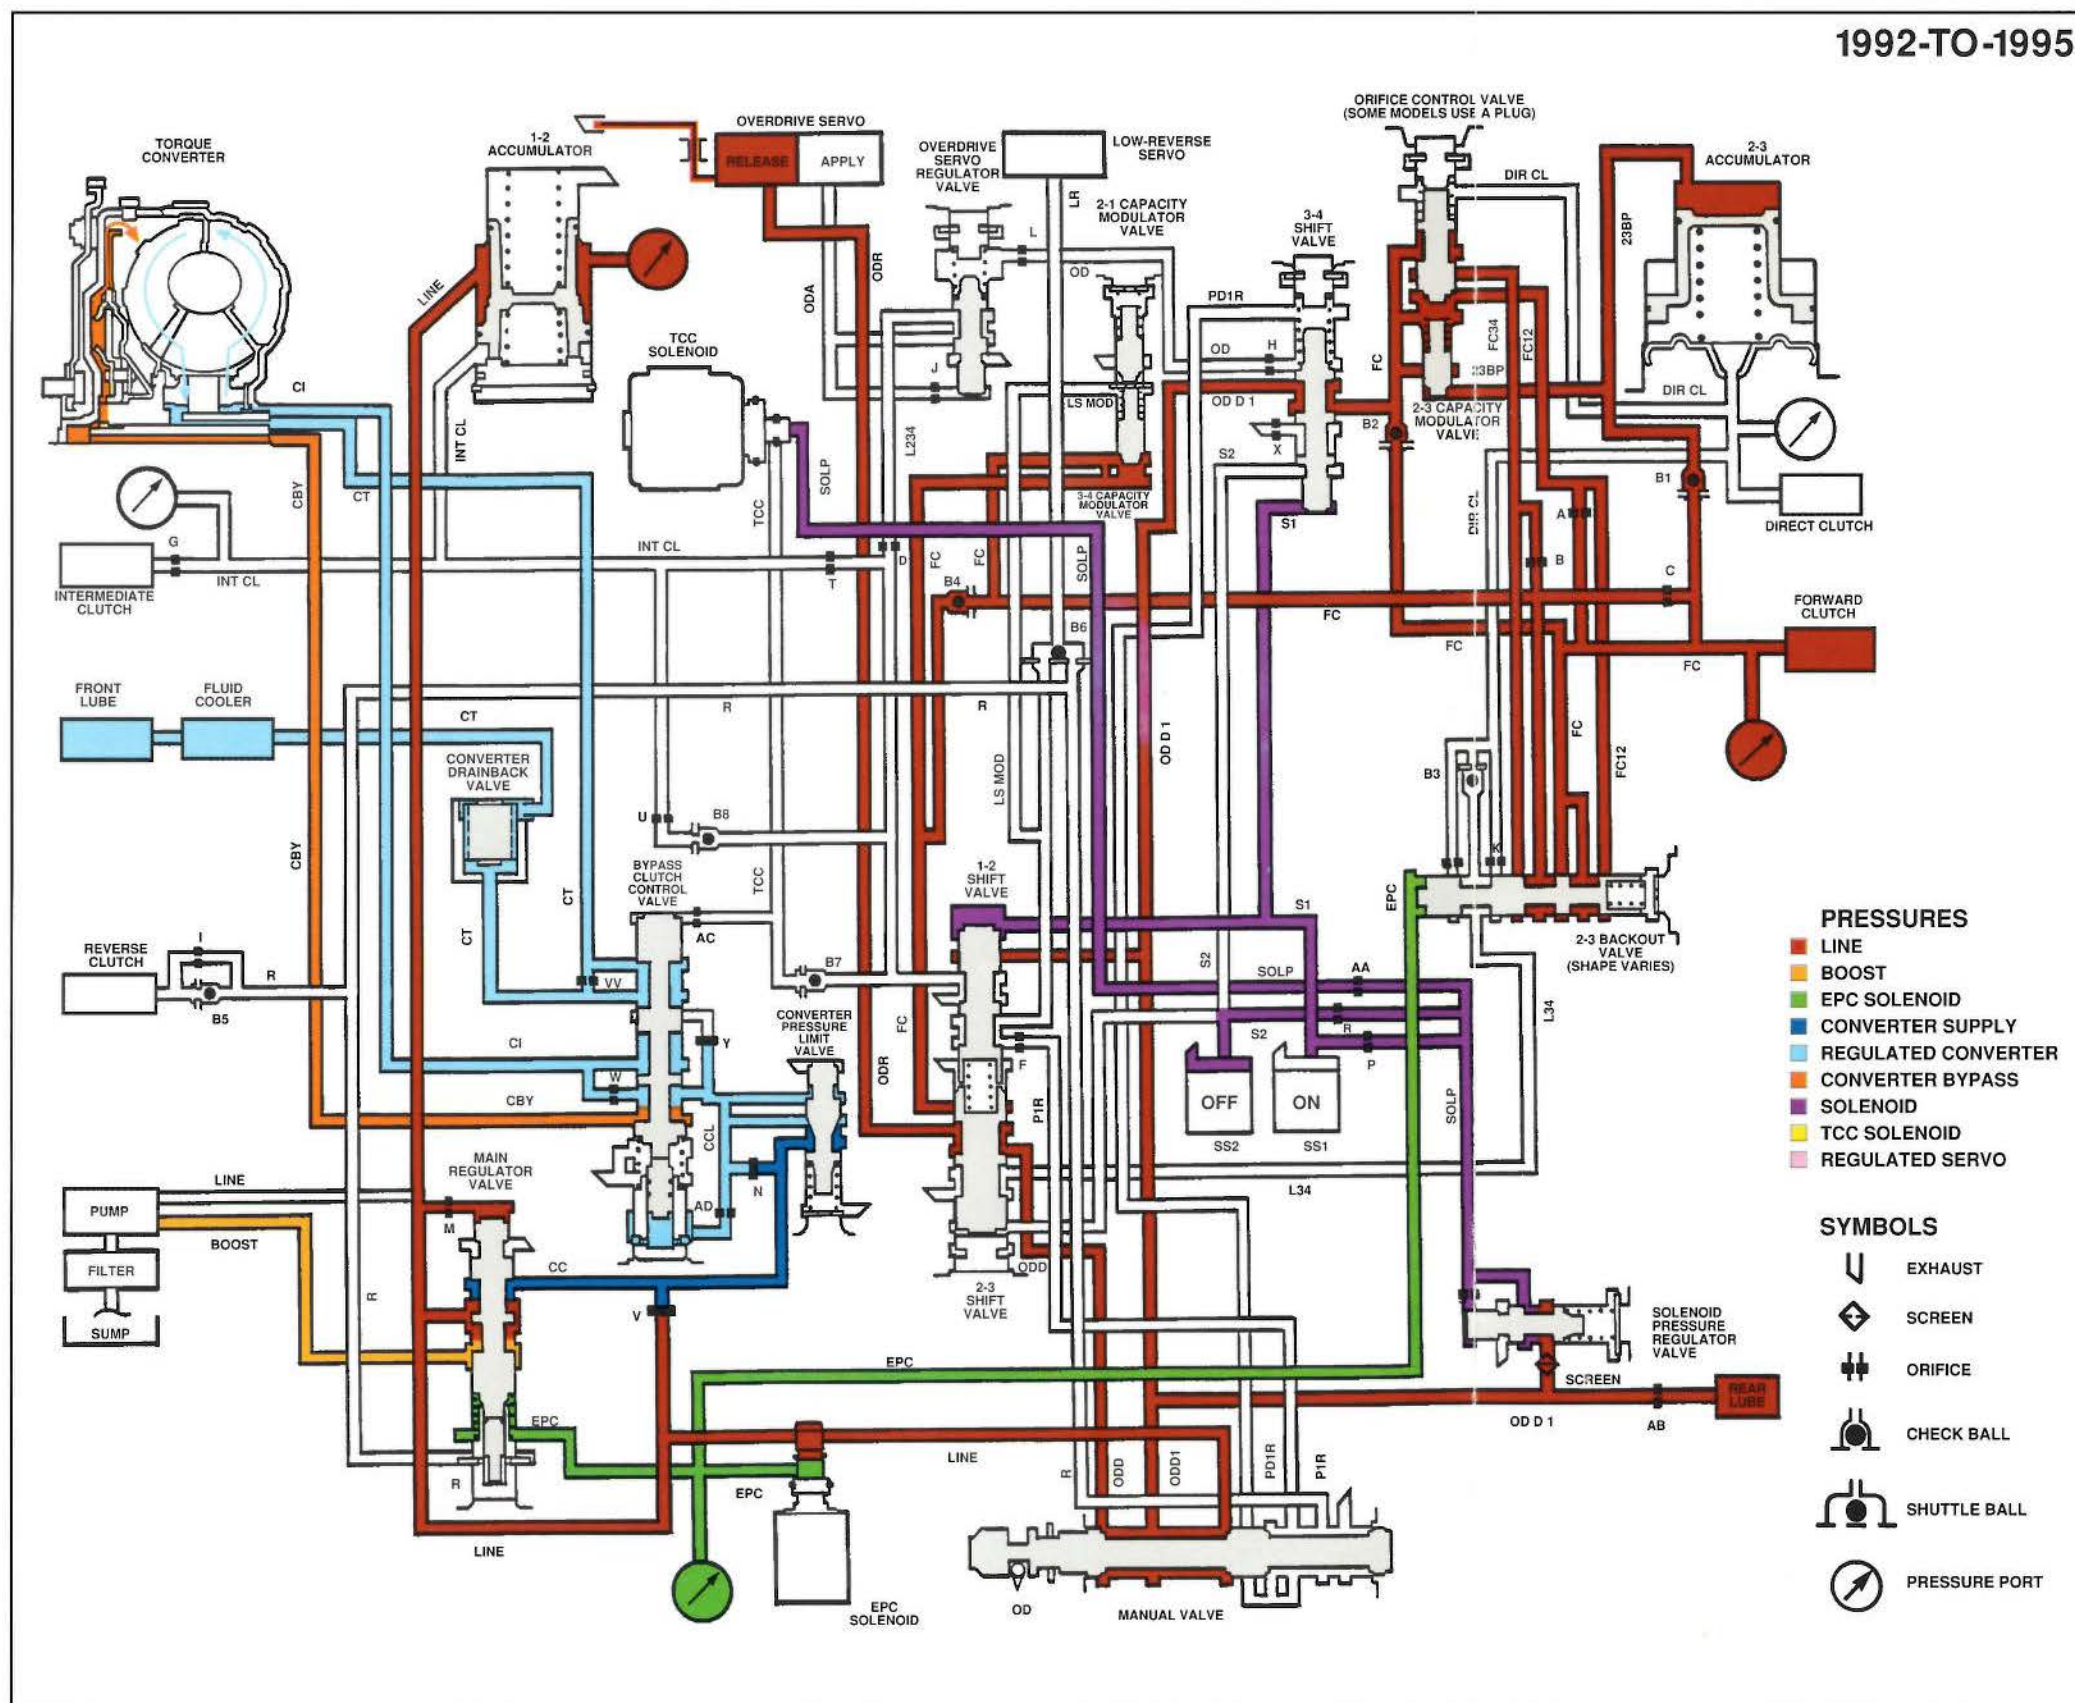 1992-TO-1995
TORQUE
CONVERTER
1-2
ACCUMULATOR
OVERDRIVE SERVO
RELEASE
APPLY
OVERDRIVE
SERVO
REGULATOR
VALVE
LOW-REVERSE
SERVO
2-1 CAPACITY
MODULATOR
VALVE
3-4
SHIFT
VALVE
ORIFICE CONTROL VALVE
(SOME MODELS USE A PLUG)
2-3
ACCUMULATOR
DIR CL
23BP
LR
L
OD
ODR
ODA
LINE
PD1R
OD
H
FC
FC34
FC12
23BP
TCC
SOLENOID
J
LS MOD
OD D 1
X
B2
2-3 CAPACITY
MODULATOR
VALVE
DIR CL
CI
INT CL
L234
SOLP
S2
CBY
CT
TCC
3-4 CAPACITY
MODULATOR
VALVE
S1
DIR CL
A
B1
DIRECT CLUTCH
G
INT CL
INT CL
T
D
FC
FC
SOLP
B
C
INTERMEDIATE
CLUTCH
B4
B6
FC
FC
FC
FORWARD
CLUTCH
FRONT
LUBE
FLUID
COOLER
CT
R
R
OD D 1
FC
FC12
CONVERTER
DRAINBACK
VALVE
LS MOD
B3
U
B8
K
CBY
CT
CT
BYPASS
CLUTCH
CONTROL
VALVE
TCC
1-2
SHIFT
VALVE
EPC
S1
AC
2-3 BACKOUT
VALVE
(SHAPE VARIES)
REVERSE
CLUTCH
I
R
B5
VV
B7
S2
SOLP
AA
L34
CONVERTER
PRESSURE
LIMIT
VALVE
FC
ODR
CI
Y
W
CBY
F
P1R
S2
R
P
OFF
ON
SS2
SS1
SOLP
CCL
N
AD
L34
MAIN
REGULATOR
VALVE
PUMP
LINE
M
BOOST
FILTER
SUMP
CC
ODD
2-3
SHIFT
VALVE
V
R
SOLENOID
PRESSURE
REGULATOR
VALVE
EPC
SCREEN
REAR
LUBE
OD D 1
AB
EPC
R
LINE
EPC
LINE
EPC
SOLENOID
R
ODD
ODD1
PD1R
P1R
OD
MANUAL VALVE
PRESSURES
LINE
BOOST
EPC SOLENOID
CONVERTER SUPPLY
REGULATED CONVERTER
CONVERTER BYPASS
SOLENOID
TCC SOLENOID
REGULATED SERVO
SYMBOLS
EXHAUST
SCREEN
ORIFICE
CHECK BALL
SHUTTLE BALL
PRESSURE PORT